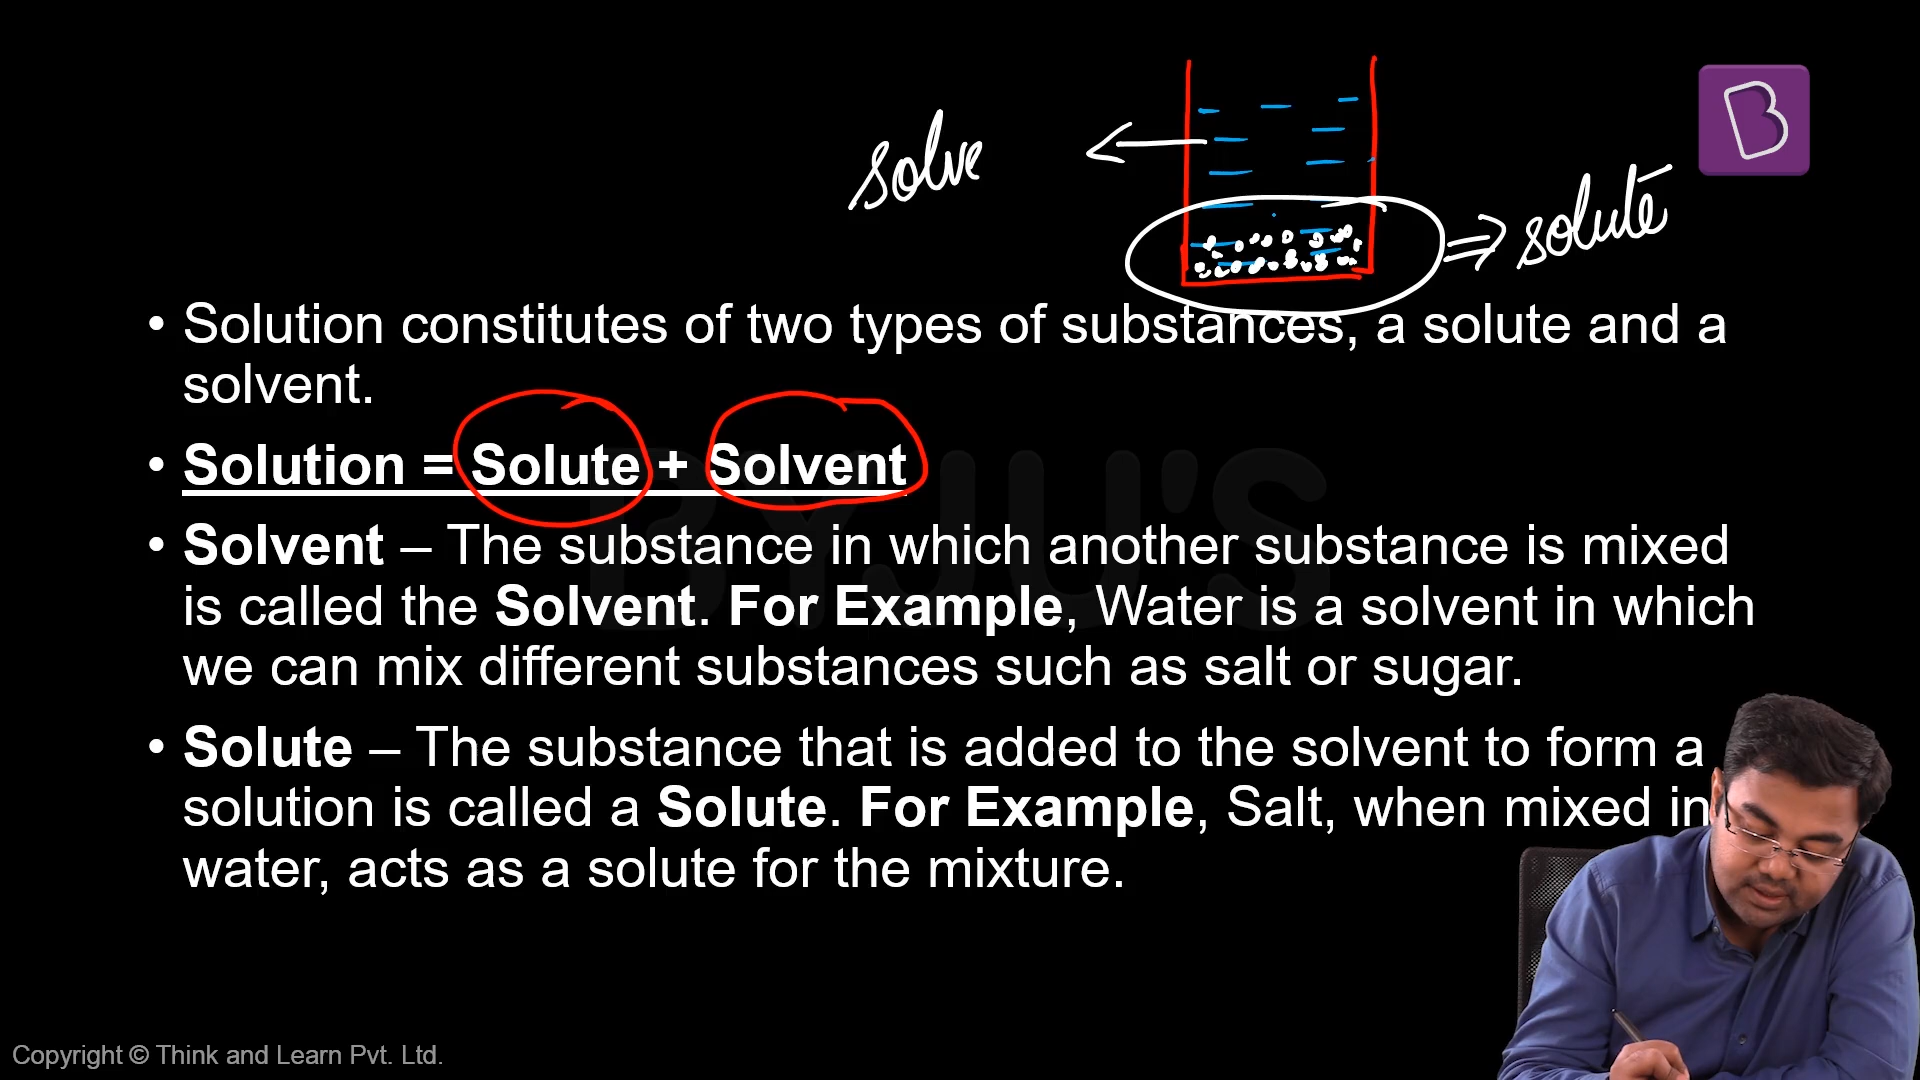 solve
solute
B
• Solution constitutes of two types of substances, a solute and a
solvent.
• Solution = Solute + Solvent
BYJU'S
• Solvent – The substance in which another substance is mixed
is called the Solvent. For Example, Water is a solvent in which
we can mix different substances such as salt or sugar.
• Solute – The substance that is added to the solvent to form a
solution is called a Solute. For Example, Salt, when mixed in
water, acts as a solute for the mixture.
Copyright © Think and Learn Pvt. Ltd.